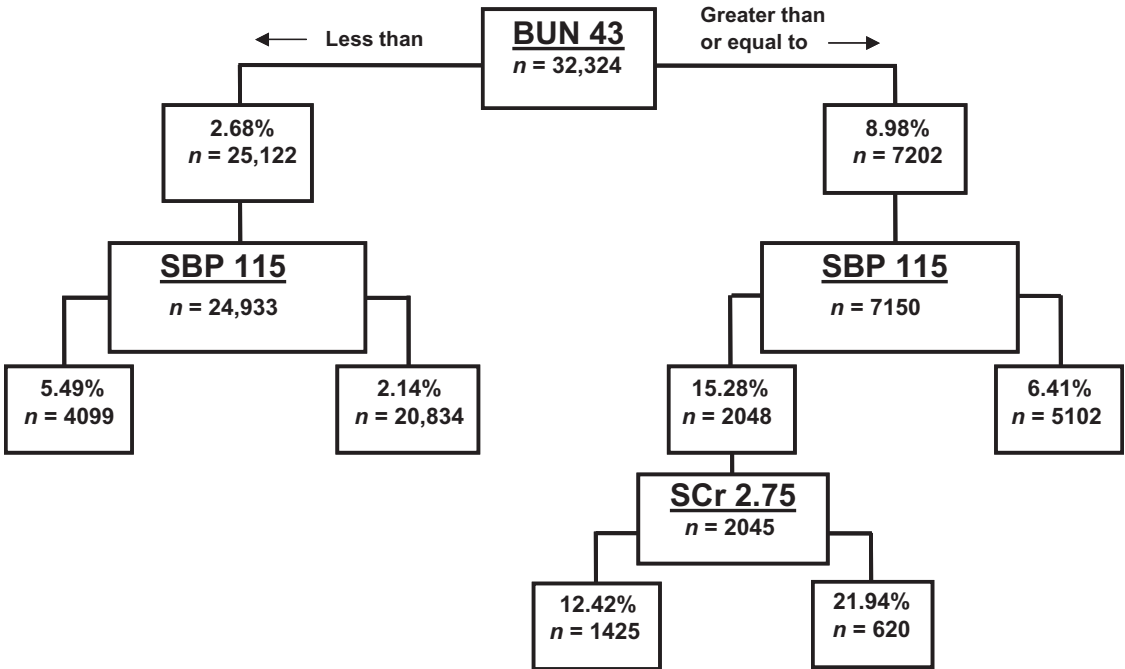 BUN 43
n = 32,324
Less than
Greater than
or equal to
2.68%
n = 25,122
8.98%
n = 7202
SBP 115
n = 24,933
SBP 115
n = 7150
5.49%
n = 4099
2.14%
n = 20,834
15.28%
n = 2048
6.41%
n = 5102
SCr 2.75
n = 2045
12.42%
n = 1425
21.94%
n = 620